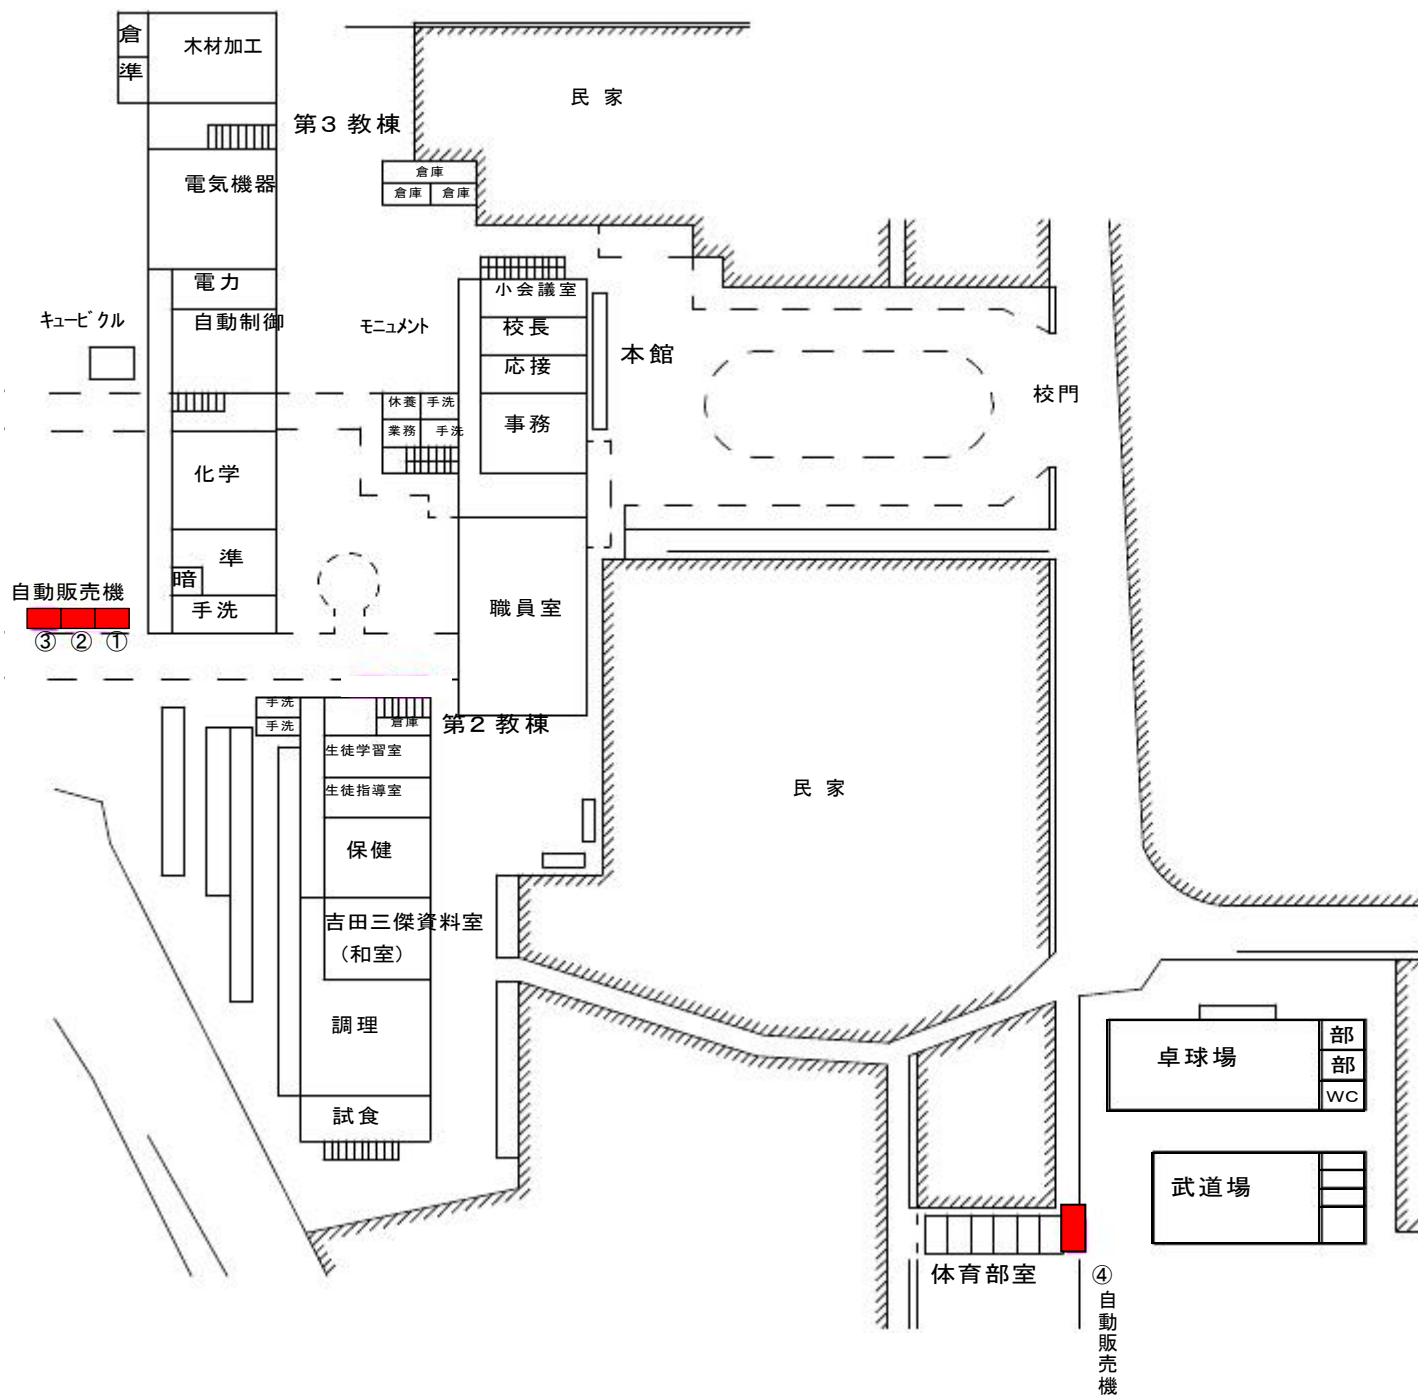 倉
準
木材加工
民 家
第3 教棟
倉庫
倉庫
倉庫
電気機器
電力
自動制御
キュービクル
モニュメント
小会議室
校長
応接
事務
本館
校門
休養
手洗
業務
手洗
化学
準
暗
手洗
自動販売機
③
②
①
職員室
手洗
手洗
倉庫
第2 教棟
生徒学習室
生徒指導室
保健
民 家
吉田三傑資料室
(和室)
調理
試食
卓球場
部
部
WC
武道場
体育部室
④
自動販売機